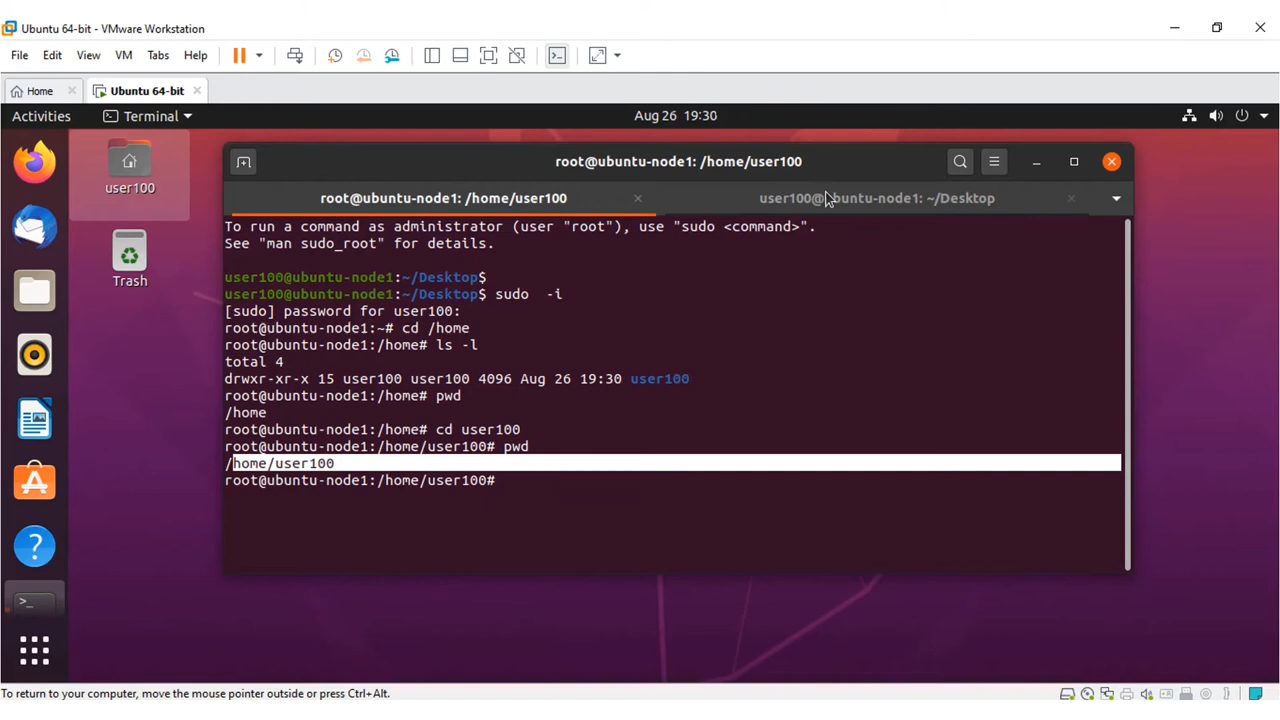 Ubuntu 64-bit - VMware Workstation
File Edit View VM Tabs Help
Home
Ubuntu 64-bit
Activities
Terminal
Aug 26 19:30
user100
Trash
root@ubuntu-node1: /home/user100
root@ubuntu-node1: /home/user100
user100@ubuntu-node1: ~/Desktop
To run a command as administrator (user "root"), use "sudo <command>".
See "man sudo_root" for details.
user100@ubuntu-node1:~/Desktop$
user100@ubuntu-node1:~/Desktop$ sudo  -i
[sudo] password for user100:
root@ubuntu-node1:~# cd /home
root@ubuntu-node1:/home# ls -l
total 4
drwxr-xr-x 15 user100 user100 4096 Aug 26 19:30 user100
root@ubuntu-node1:/home# pwd
/home
root@ubuntu-node1:/home# cd user100
root@ubuntu-node1:/home/user100# pwd
/home/user100
root@ubuntu-node1:/home/user100#
To return to your computer, move the mouse pointer outside or press Ctrl+Alt.